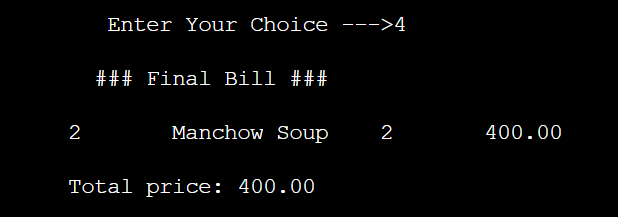 Enter Your Choice --->4
### Final Bill ###
2 Manchow Soup 2 400.00
Total price: 400.00